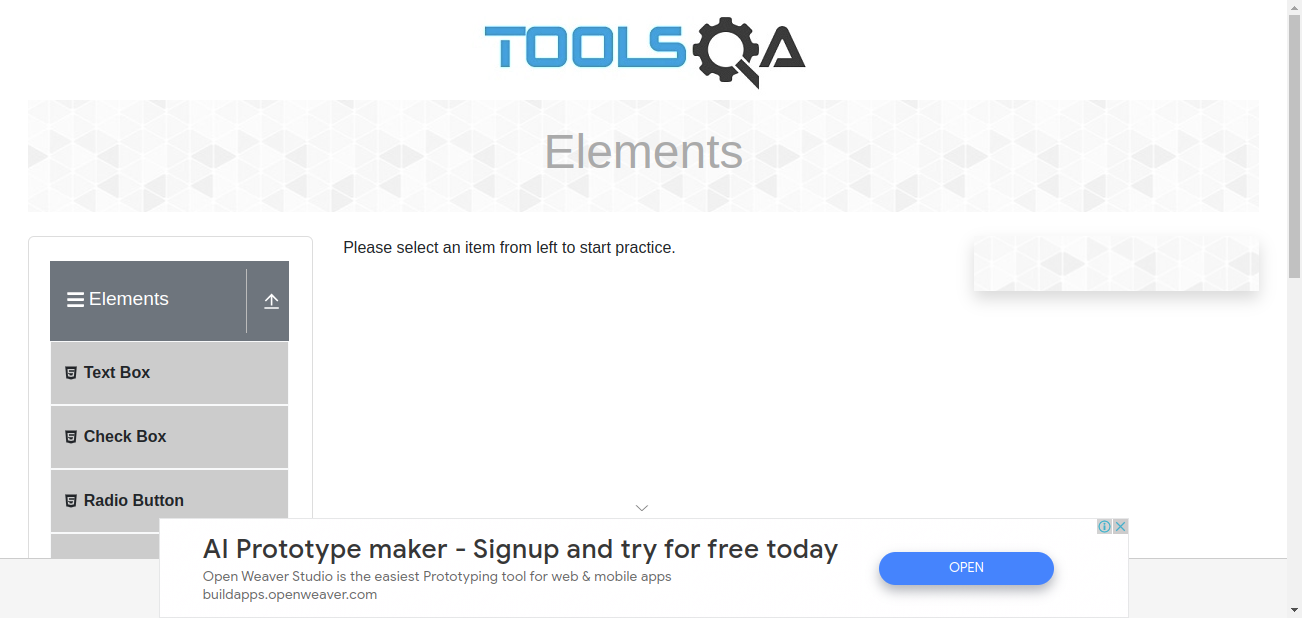 TOOLSQA
Elements
Please select an item from left to start practice.
Elements
Text Box
Check Box
Radio Button
AI Prototype maker - Signup and try for free today
Open Weaver Studio is the easiest Prototyping tool for web & mobile apps
buildapps.openweaver.com
OPEN